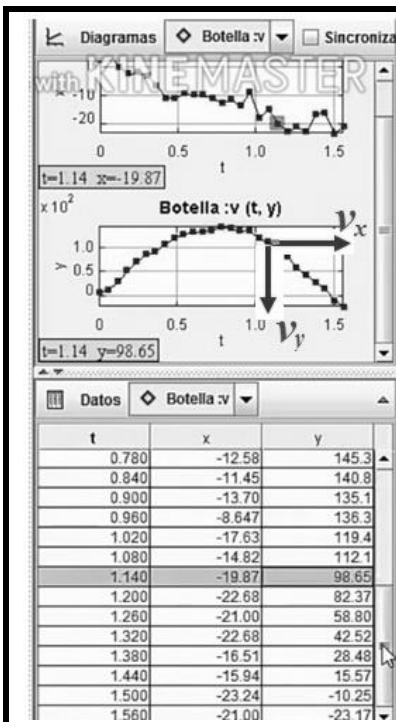 Diagramas Botella :v Sincroniza
with KINEMASTER
x
-10
-20
0 0.5 1.0 1.5
t
t=1.14 x=-19.87
x 10²
Botella :v (t, y)
vx
1.0
y
0.5
0
vy
0 0.5 1.0 1.5
t
t=1.14 y=98.65
Datos Botella :v
t x y
0.780 -12.58 145.3
0.840 -11.45 140.8
0.900 -13.70 135.1
0.960 -8.647 136.3
1.020 -17.63 119.4
1.080 -14.82 112.1
1.140 -19.87 98.65
1.200 -22.68 82.37
1.260 -21.00 58.80
1.320 -22.68 42.52
1.380 -16.51 28.48
1.440 -15.94 15.57
1.500 -23.24 -10.25
1.560 -21.00 -23.17